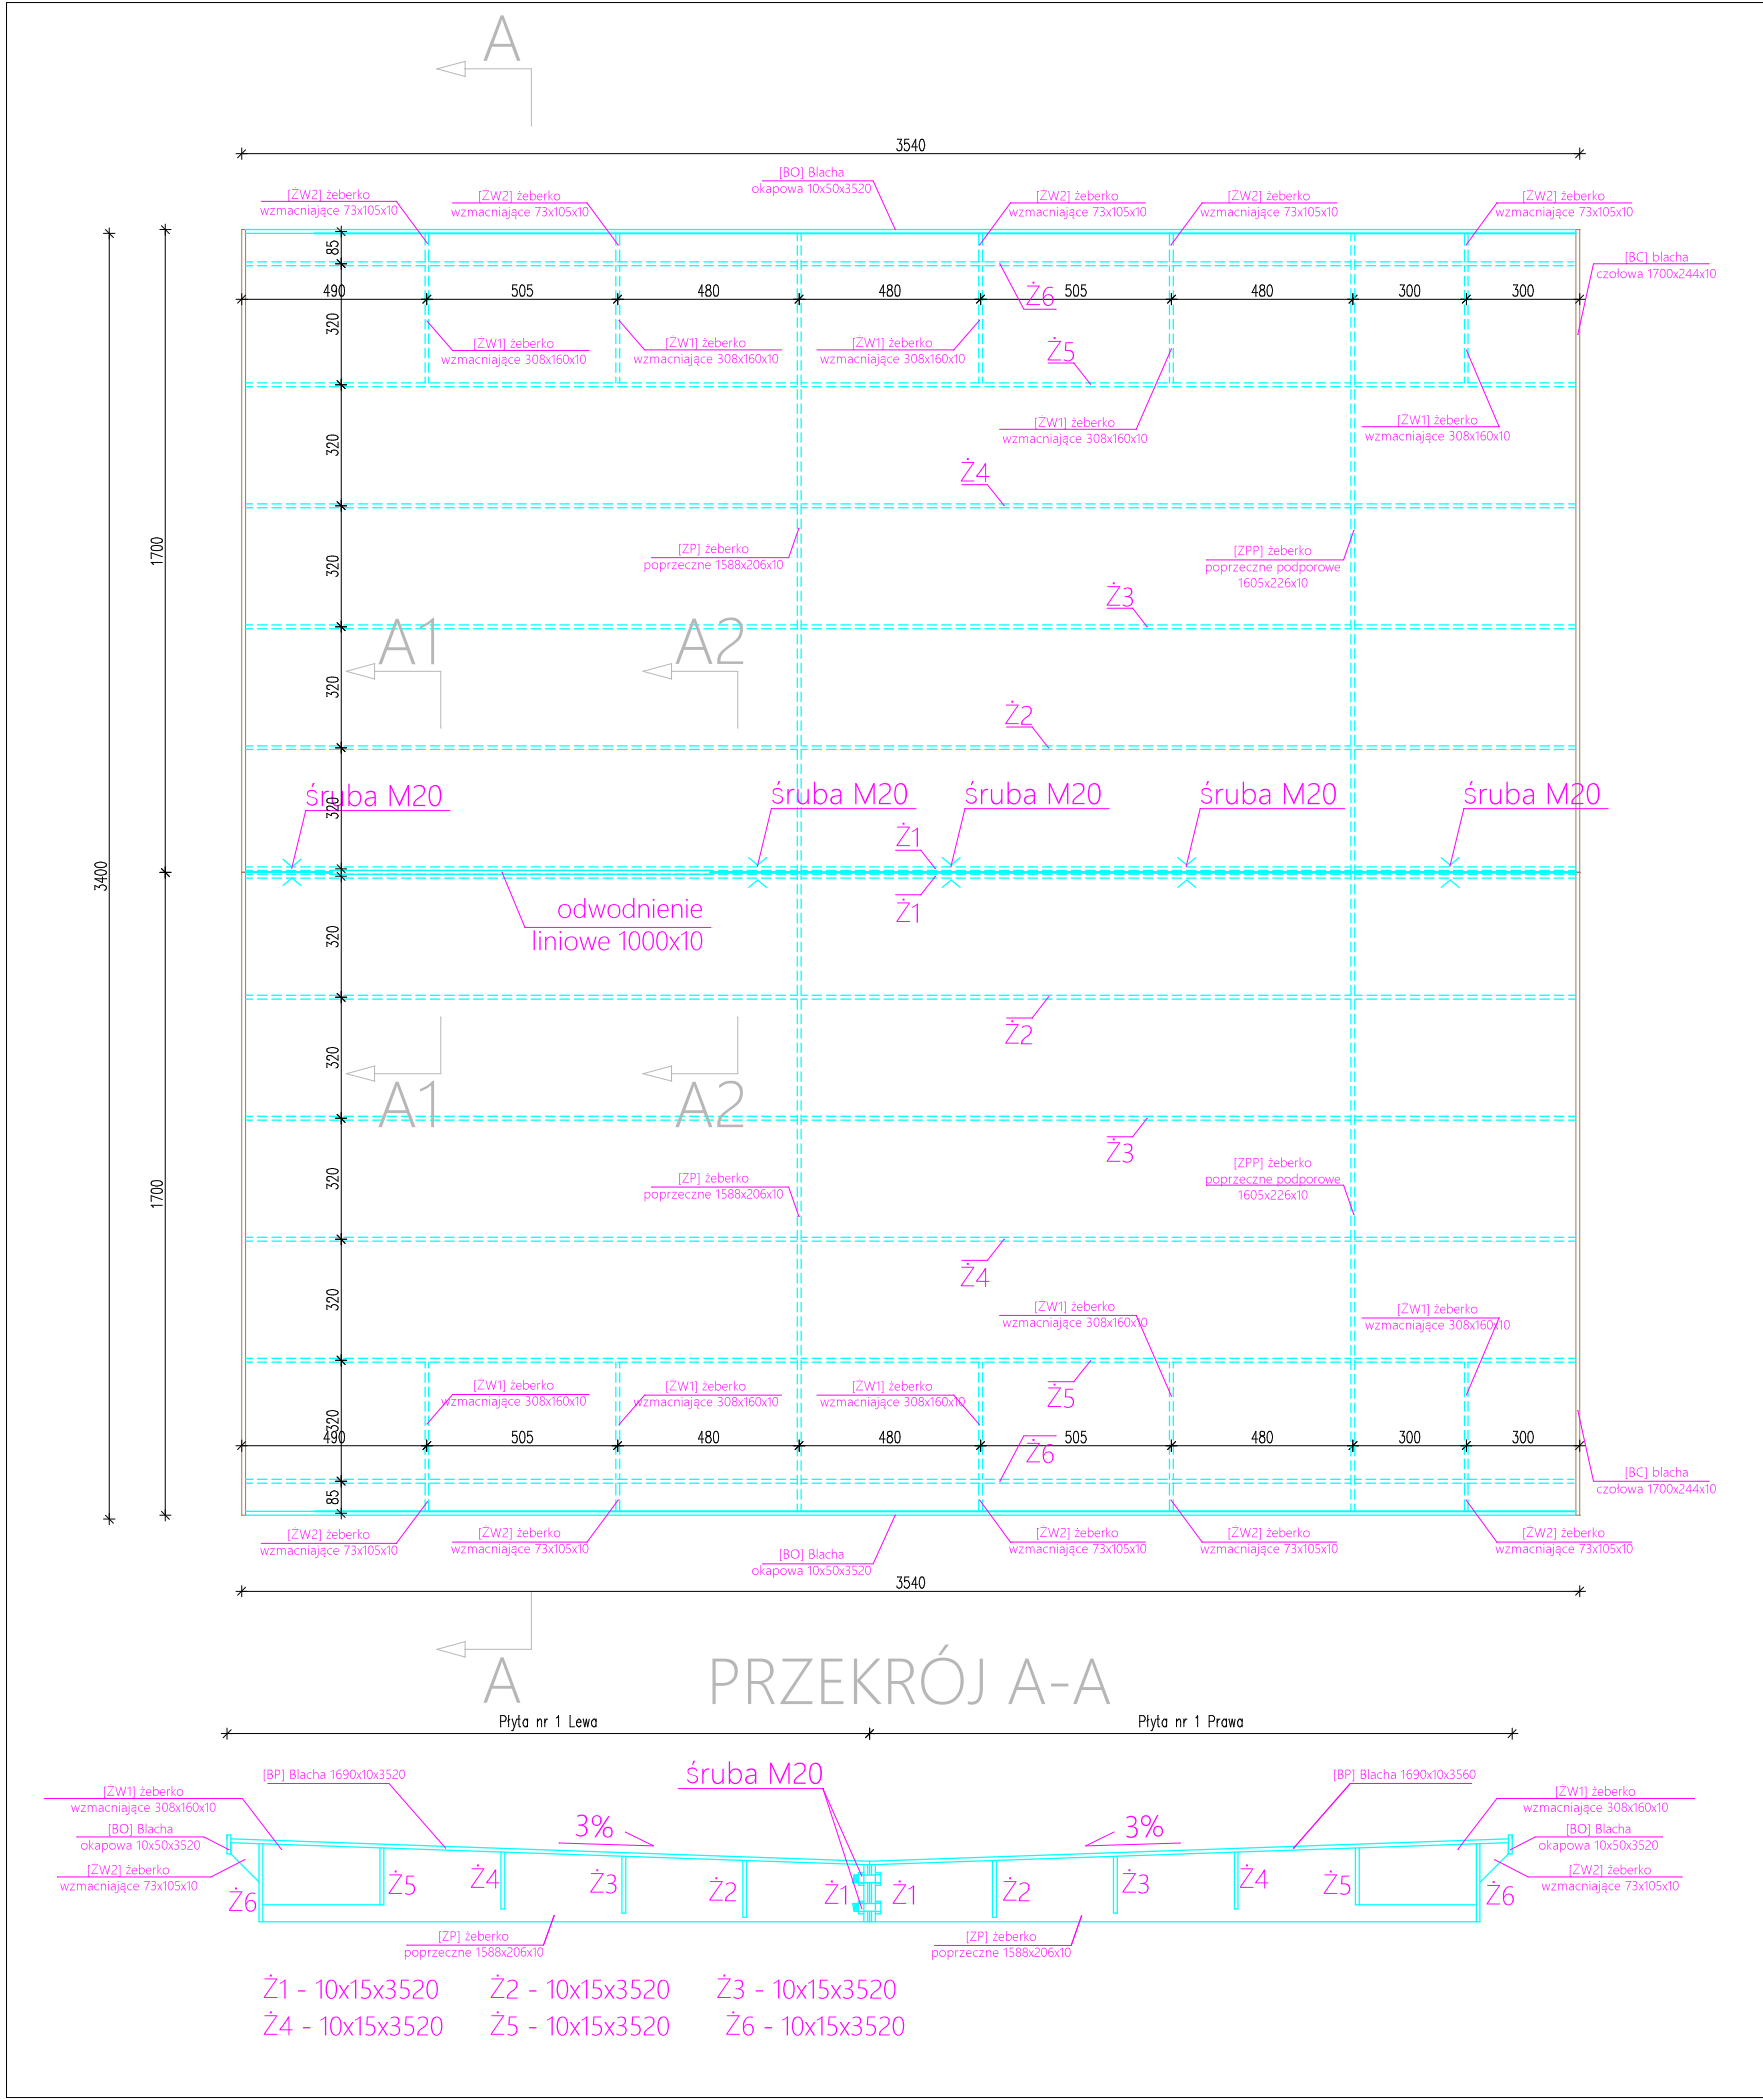 A
3540
[BO] Blacha
okapowa 10x50x3520
[ŻW2] żeberko
wzmacniające 73x105x10
[ŻW2] żeberko
wzmacniające 73x105x10
[ŻW2] żeberko
wzmacniające 73x105x10
[ŻW2] żeberko
wzmacniające 73x105x10
[ŻW2] żeberko
wzmacniające 73x105x10
85
[BC] blacha
czołowa 1700x244x10
490
505
480
480
505
480
300
300
Ż6
320
[ŻW1] żeberko
wzmacniające 308x160x10
[ŻW1] żeberko
wzmacniające 308x160x10
[ŻW1] żeberko
wzmacniające 308x160x10
Ż5
[ŻW1] żeberko
wzmacniające 308x160x10
[ŻW1] żeberko
wzmacniające 308x160x10
320
Ż4
1700
[ZP] żeberko
poprzeczne 1588x206x10
[ZPP] żeberko
poprzeczne podporowe
1605x226x10
320
Ż3
A1
A2
320
Ż2
śruba M20
śruba M20
śruba M20
śruba M20
śruba M20
320
Ż1
3400
Ż1
odwodnienie
liniowe 1000x10
320
Ż2
320
A1
A2
Ż3
1700
320
[ZP] żeberko
poprzeczne 1588x206x10
[ZPP] żeberko
poprzeczne podporowe
1605x226x10
Ż4
320
[ŻW1] żeberko
wzmacniające 308x160x10
[ŻW1] żeberko
wzmacniające 308x160x10
[ŻW1] żeberko
wzmacniające 308x160x10
[ŻW1] żeberko
wzmacniające 308x160x10
[ŻW1] żeberko
wzmacniające 308x160x10
Ż5
320
490
505
480
480
505
480
300
300
Ż6
[BC] blacha
czołowa 1700x244x10
85
[ŻW2] żeberko
wzmacniające 73x105x10
[ŻW2] żeberko
wzmacniające 73x105x10
[ŻW2] żeberko
wzmacniające 73x105x10
[ŻW2] żeberko
wzmacniające 73x105x10
[ŻW2] żeberko
wzmacniające 73x105x10
[BO] Blacha
okapowa 10x50x3520
3540
A
PRZEKRÓJ A-A
Płyta nr 1 Lewa
Płyta nr 1 Prawa
śruba M20
[BP] Blacha 1690x10x3520
[BP] Blacha 1690x10x3560
[ŻW1] żeberko
wzmacniające 308x160x10
[ŻW1] żeberko
wzmacniające 308x160x10
[BO] Blacha
okapowa 10x50x3520
3%
3%
[BO] Blacha
okapowa 10x50x3520
[ŻW2] żeberko
wzmacniające 73x105x10
[ŻW2] żeberko
wzmacniające 73x105x10
Ż6
Ż5
Ż4
Ż3
Ż2
Ż1
Ż1
Ż2
Ż3
Ż4
Ż5
Ż6
[ZP] żeberko
poprzeczne 1588x206x10
[ZP] żeberko
poprzeczne 1588x206x10
Ż1 - 10x15x3520
Ż2 - 10x15x3520
Ż3 - 10x15x3520
Ż4 - 10x15x3520
Ż5 - 10x15x3520
Ż6 - 10x15x3520